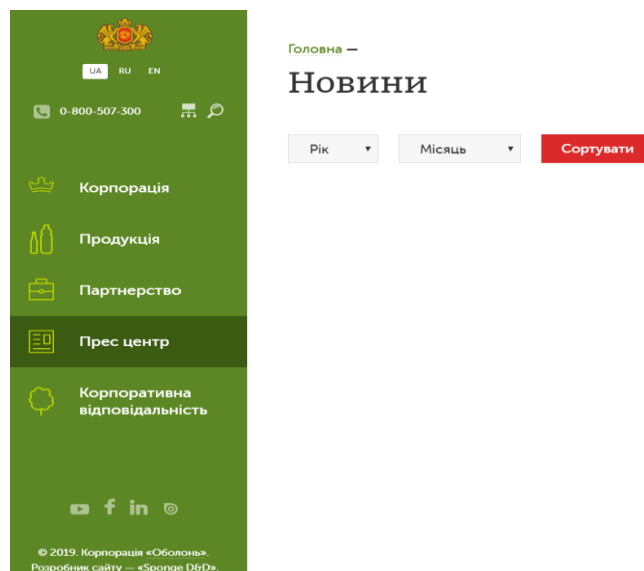 UA RU EN
0-800-507-300
Корпорація
Продукція
Партнерство
Прес центр
Корпоративна
відповідальність
© 2019. Корпорація «Оболонь».
Розробник сайту — «Sponge D&D».
Головна —
Новини
Рік
Місяць
Сортувати